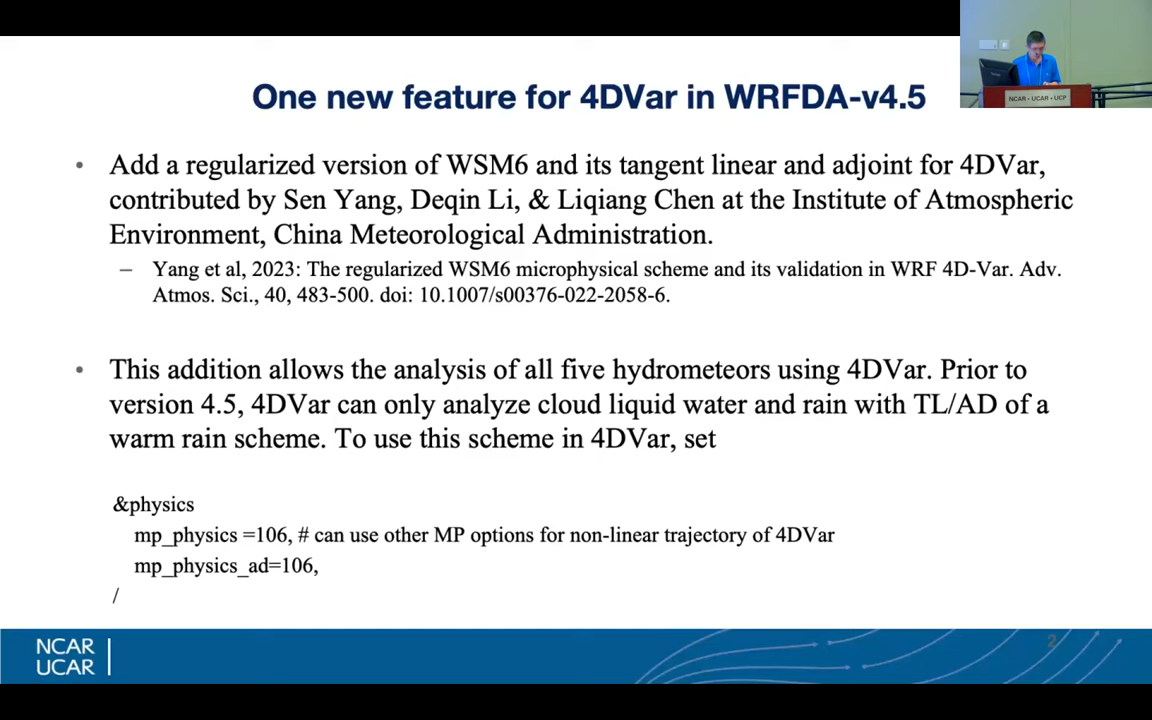 One new feature for 4DVar in WRFDA-v4.5
NCAR • UCAR • UCP
• Add a regularized version of WSM6 and its tangent linear and adjoint for 4DVar,
contributed by Sen Yang, Deqin Li, & Liqiang Chen at the Institute of Atmospheric
Environment, China Meteorological Administration.
– Yang et al, 2023: The regularized WSM6 microphysical scheme and its validation in WRF 4D-Var. Adv.
Atmos. Sci., 40, 483-500. doi: 10.1007/s00376-022-2058-6.
• This addition allows the analysis of all five hydrometeors using 4DVar. Prior to
version 4.5, 4DVar can only analyze cloud liquid water and rain with TL/AD of a
warm rain scheme. To use this scheme in 4DVar, set
&physics
mp_physics =106, # can use other MP options for non-linear trajectory of 4DVar
mp_physics_ad=106,
/
NCAR
UCAR
2